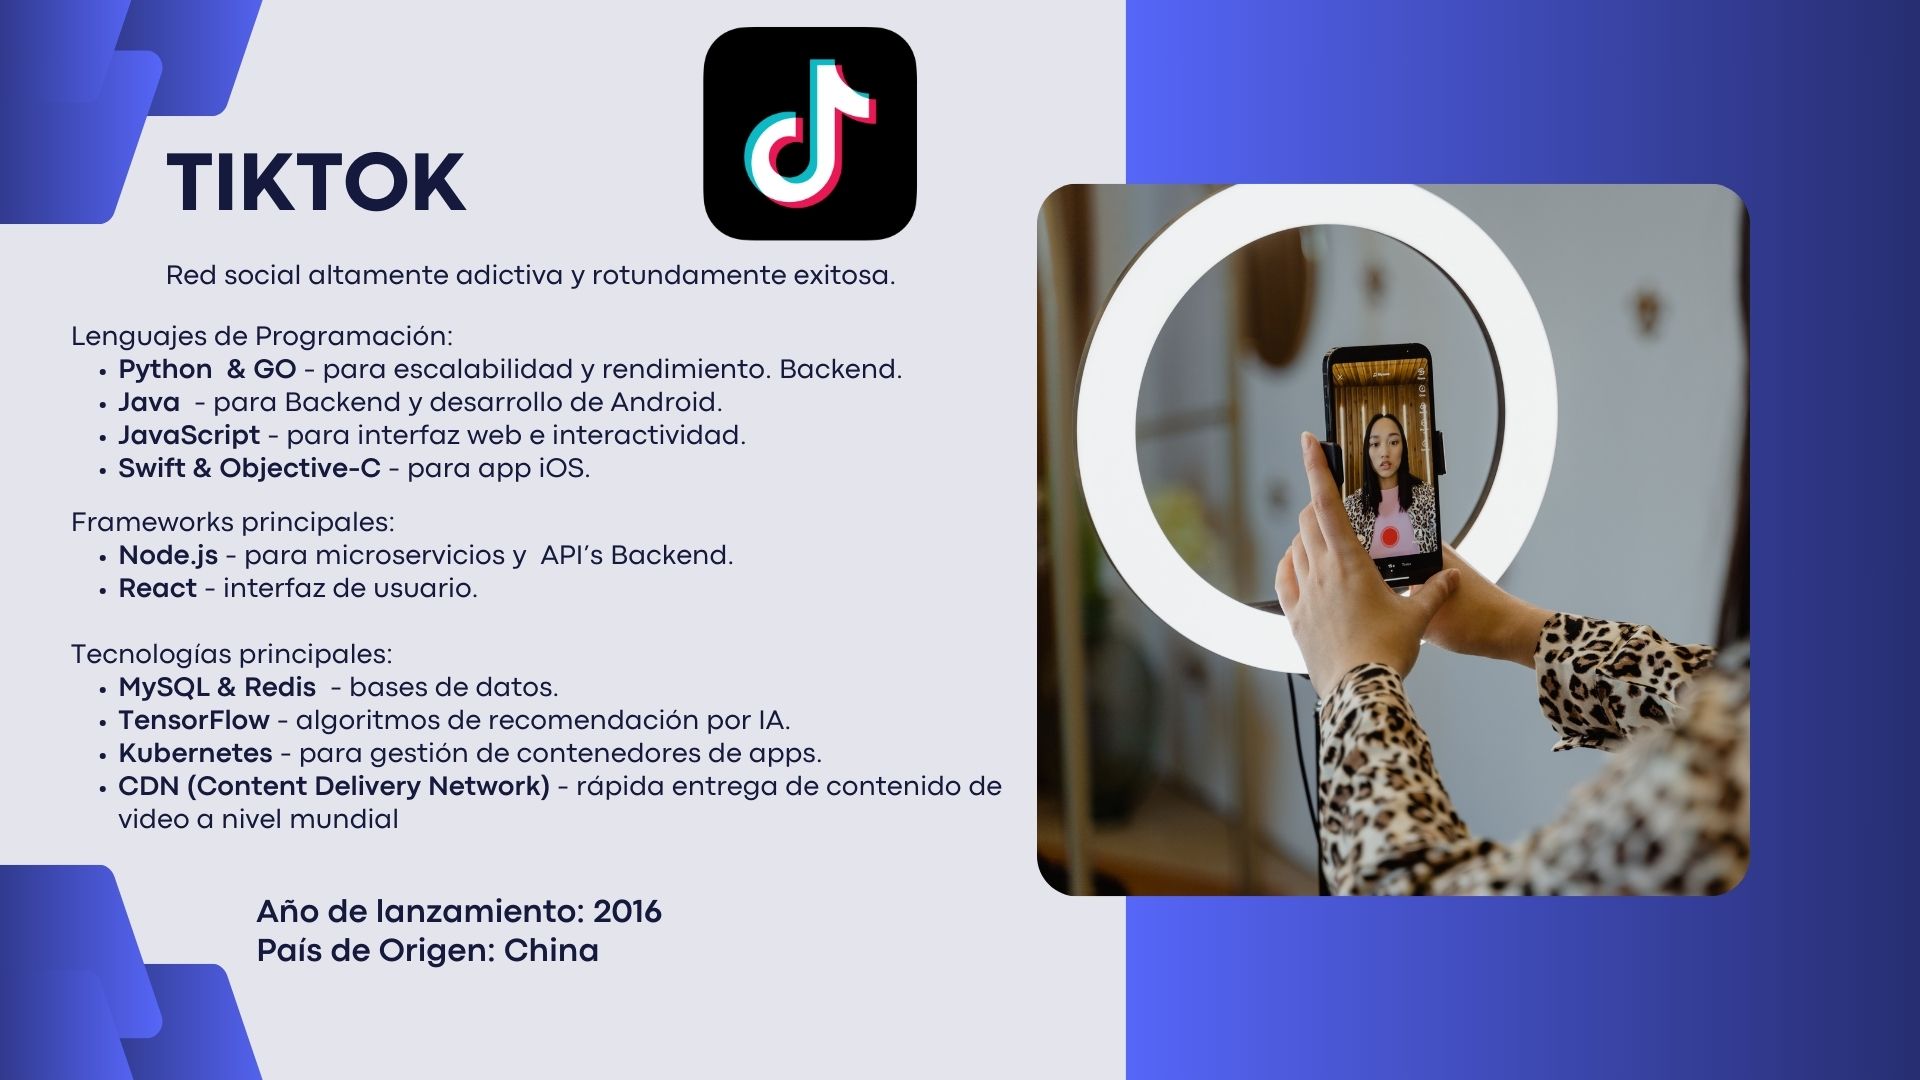 TIKTOK
Red social altamente adictiva y rotundamente exitosa.
Lenguajes de Programación:
• Python  & GO - para escalabilidad y rendimiento. Backend.
• Java  - para Backend y desarrollo de Android.
• JavaScript - para interfaz web e interactividad.
• Swift & Objective-C - para app iOS.
Frameworks principales:
• Node.js - para microservicios y  API's Backend.
• React - interfaz de usuario.
Tecnologías principales:
• MySQL & Redis  - bases de datos.
• TensorFlow - algoritmos de recomendación por IA.
• Kubernetes - para gestión de contenedores de apps.
• CDN (Content Delivery Network) - rápida entrega de contenido de
video a nivel mundial
Año de lanzamiento: 2016
País de Origen: China